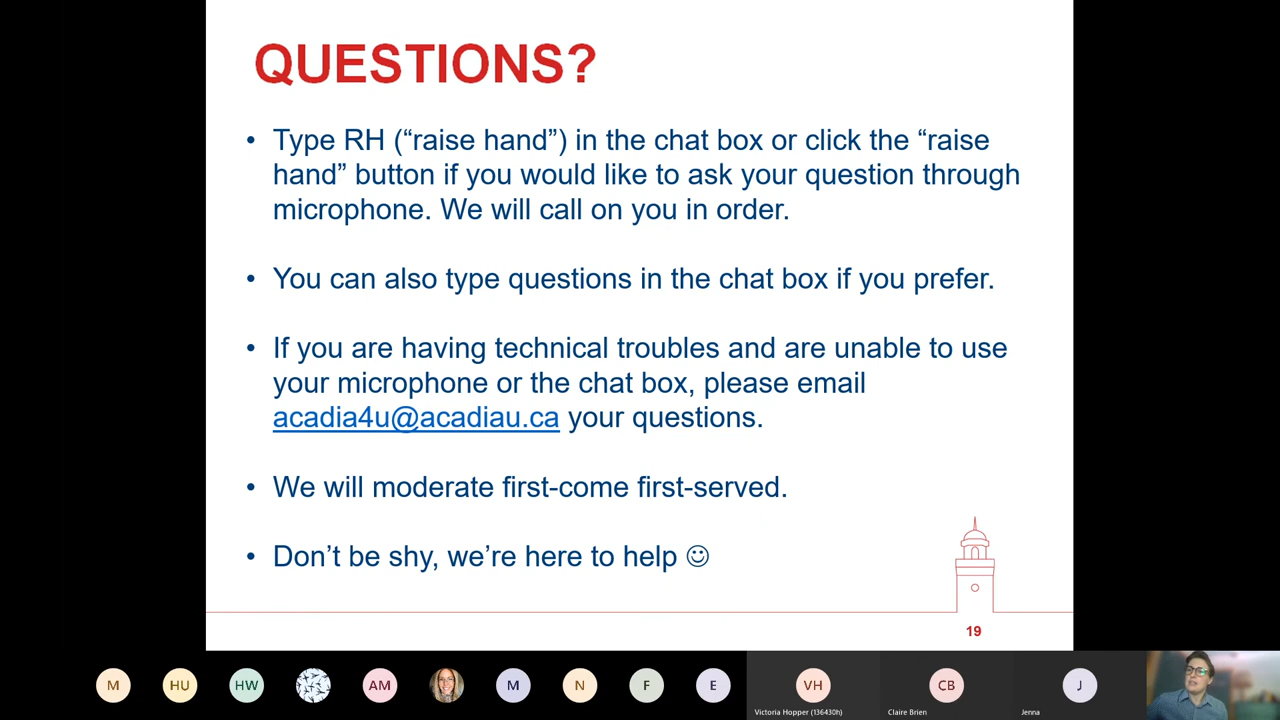 QUESTIONS?
• Type RH (“raise hand”) in the chat box or click the “raise
hand” button if you would like to ask your question through
microphone. We will call on you in order.
• You can also type questions in the chat box if you prefer.
• If you are having technical troubles and are unable to use
your microphone or the chat box, please email
acadia4u@acadiau.ca your questions.
• We will moderate first-come first-served.
• Don’t be shy, we’re here to help ☺
19
M HU HW AM M N F E VH CB J
Victoria Hopper (136430h) Claire Brien Jenna